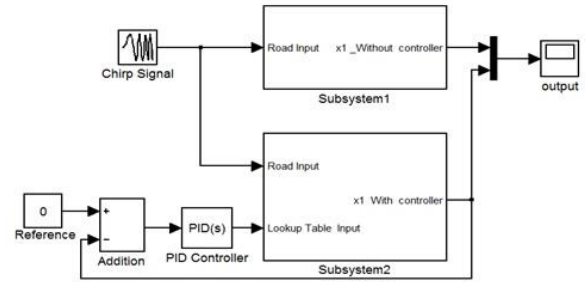 Road Input
x1 _Without controller
Chirp Signal
Subsystem1
output
Road Input
x1 With controller
0
+
−
PID(s)
Lookup Table Input
Reference
Addition
PID Controller
Subsystem2